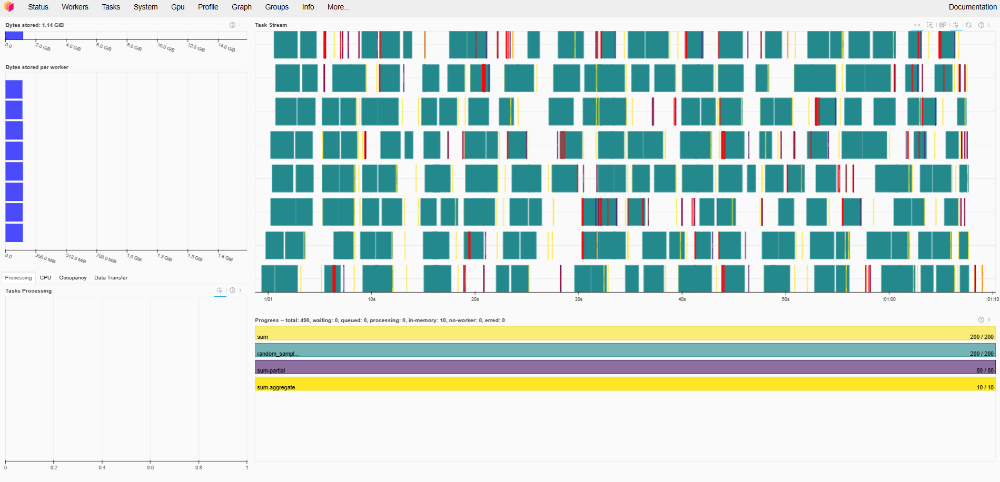 Status Workers Tasks System Gpu Profile Graph Groups Info More... Documentation
Bytes stored: 1.14 GiB
0.0 2.0 GiB 4.0 GiB 6.0 GiB 8.0 GiB 10.0 GiB 12.0 GiB 14.0 GiB
Bytes stored per worker
0.0 256.0 MiB 512.0 MiB 768.0 MiB 1.0 GiB 1.3 GiB 1.5 GiB 1.8 GiB
Processing CPU Occupancy Data Transfer
Tasks Processing
0 0.2 0.4 0.6 0.8 1
Task Stream
1/01 10s 20s 30s 40s 50s :01:00 :01:10
Progress -- total: 490, waiting: 0, queued: 0, processing: 0, in-memory: 10, no-worker: 0, erred: 0
sum 200 / 200
random_sampl... 200 / 200
sum-partial 80 / 80
sum-aggregate 10 / 10